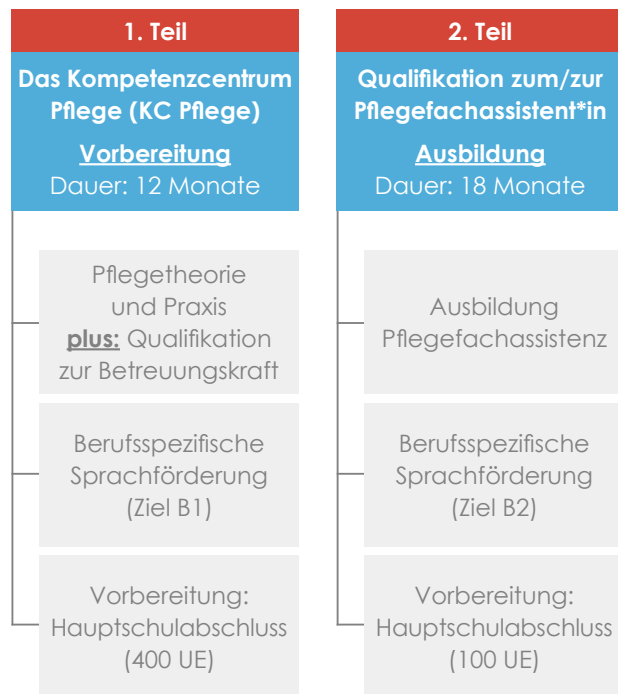 1. Teil
Das Kompetenzcentrum
Pflege (KC Pflege)
Vorbereitung
Dauer: 12 Monate
Pflegetheorie
und Praxis
plus: Qualifikation
zur Betreuungskraft
Berufsspezifische
Sprachförderung
(Ziel B1)
Vorbereitung:
Hauptschulabschluss
(400 UE)
2. Teil
Qualifikation zum/zur
Pflegefachassistent*in
Ausbildung
Dauer: 18 Monate
Ausbildung
Pflegefachassistenz
Berufsspezifische
Sprachförderung
(Ziel B2)
Vorbereitung:
Hauptschulabschluss
(100 UE)